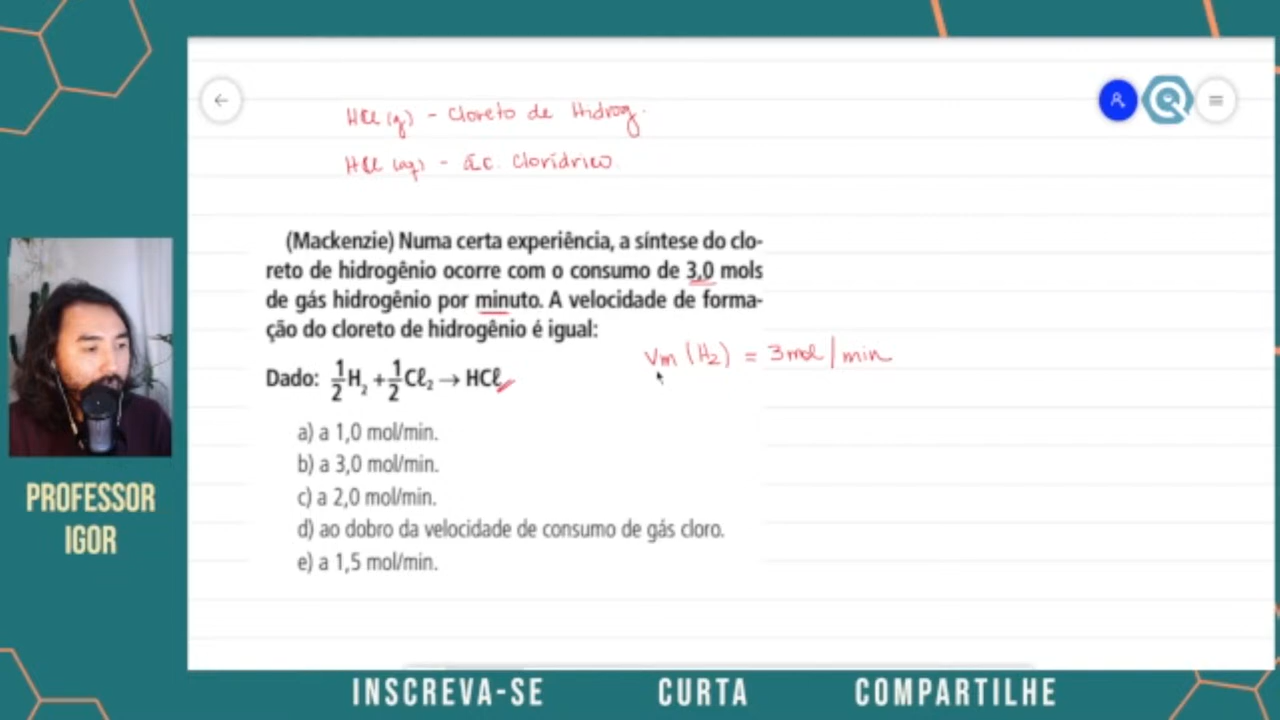 HCl (g) - Cloreto de Hidrog.
HCl (aq) - ác. Clorídrico.
(Mackenzie) Numa certa experiência, a síntese do clo-
reto de hidrogênio ocorre com o consumo de 3,0 mols
de gás hidrogênio por minuto. A velocidade de forma-
ção do cloreto de hidrogênio é igual:
Vm (H₂) = 3 mol / min
Dado: 1/2 H₂ + 1/2 Cℓ₂ → HCℓ
a) a 1,0 mol/min.
b) a 3,0 mol/min.
c) a 2,0 mol/min.
d) ao dobro da velocidade de consumo de gás cloro.
e) a 1,5 mol/min.
PROFESSOR
IGOR
INSCREVA-SE CURTA COMPARTILHE